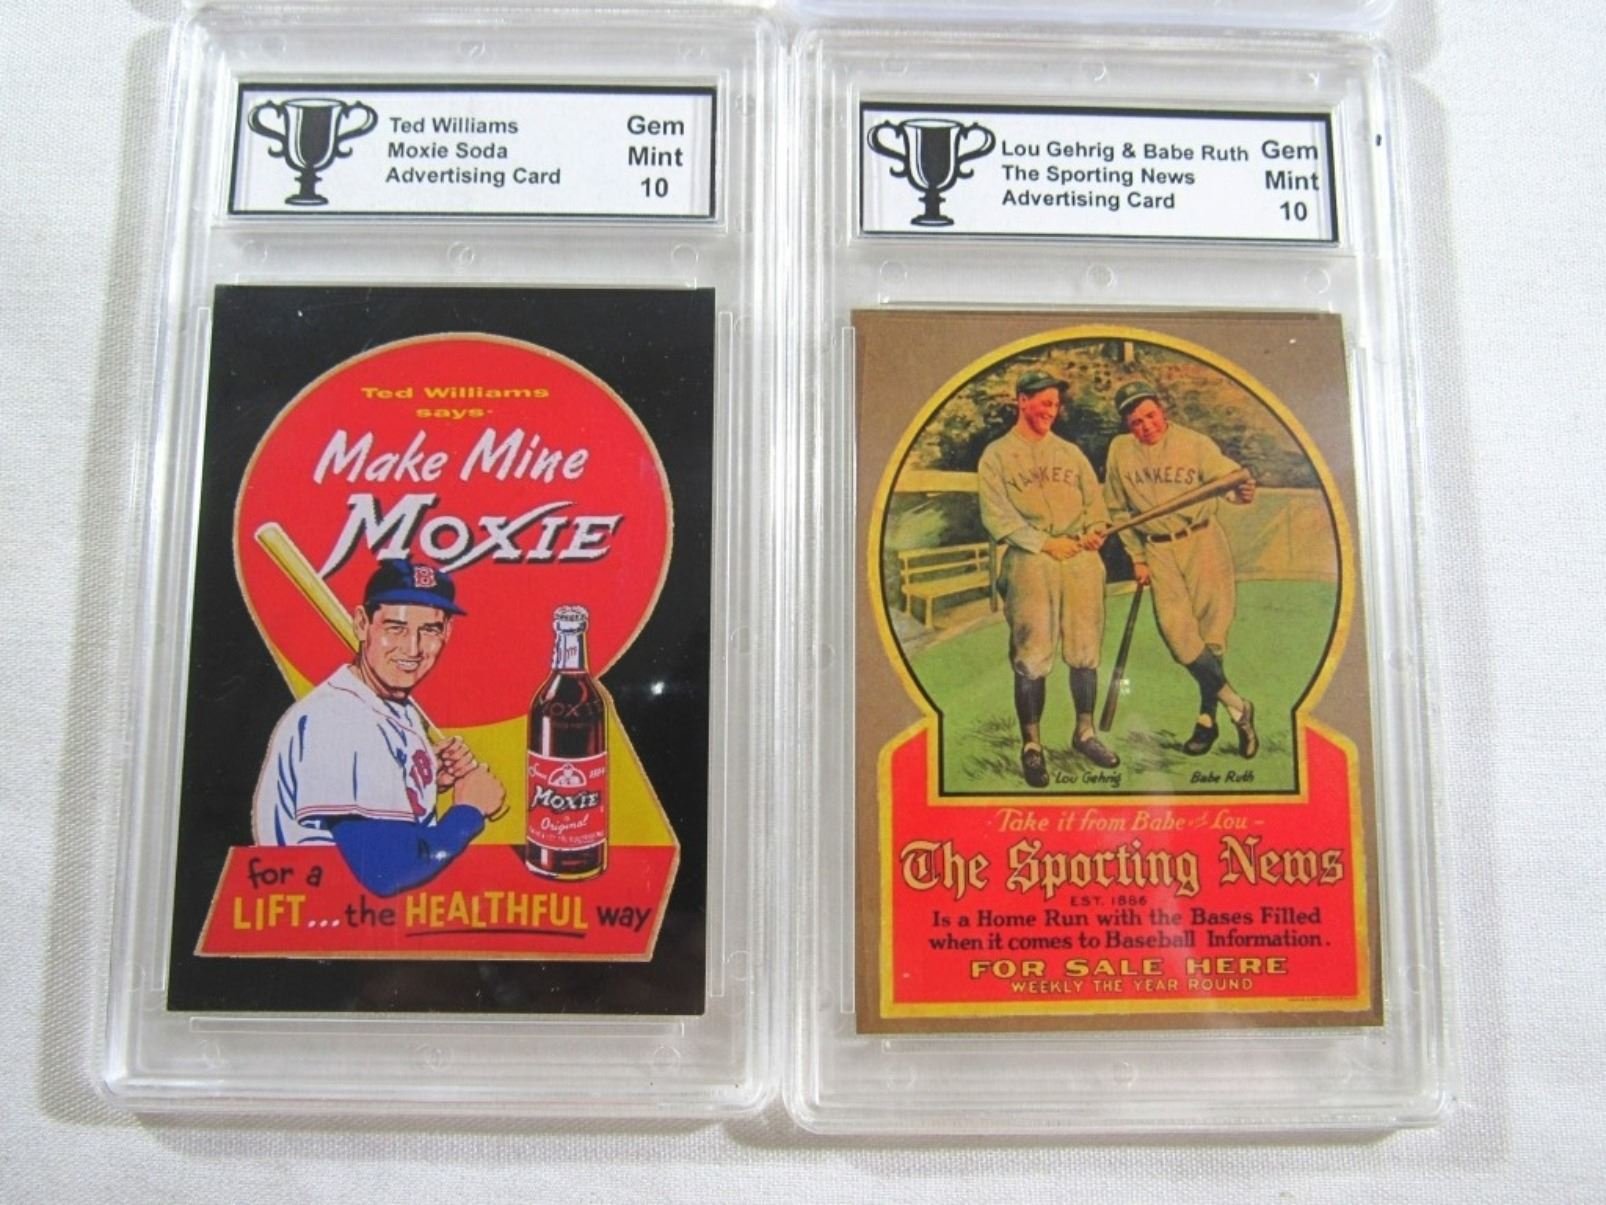 Ted Williams
Moxie Soda
Advertising Card
Gem
Mint
10
Ted Williams
says-
Make Mine
MOXIE
B
MOXIE
Since 1884
MOXIE
Original
for a
LIFT...the HEALTHFUL way
Lou Gehrig & Babe Ruth
The Sporting News
Advertising Card
Gem
Mint
10
YANKEES
YANKEES
Lou Gehrig
Babe Ruth
- Take it from Babe and Lou -
The Sporting News
EST. 1886
Is a Home Run with the Bases Filled
when it comes to Baseball Information.
FOR SALE HERE
WEEKLY THE YEAR ROUND